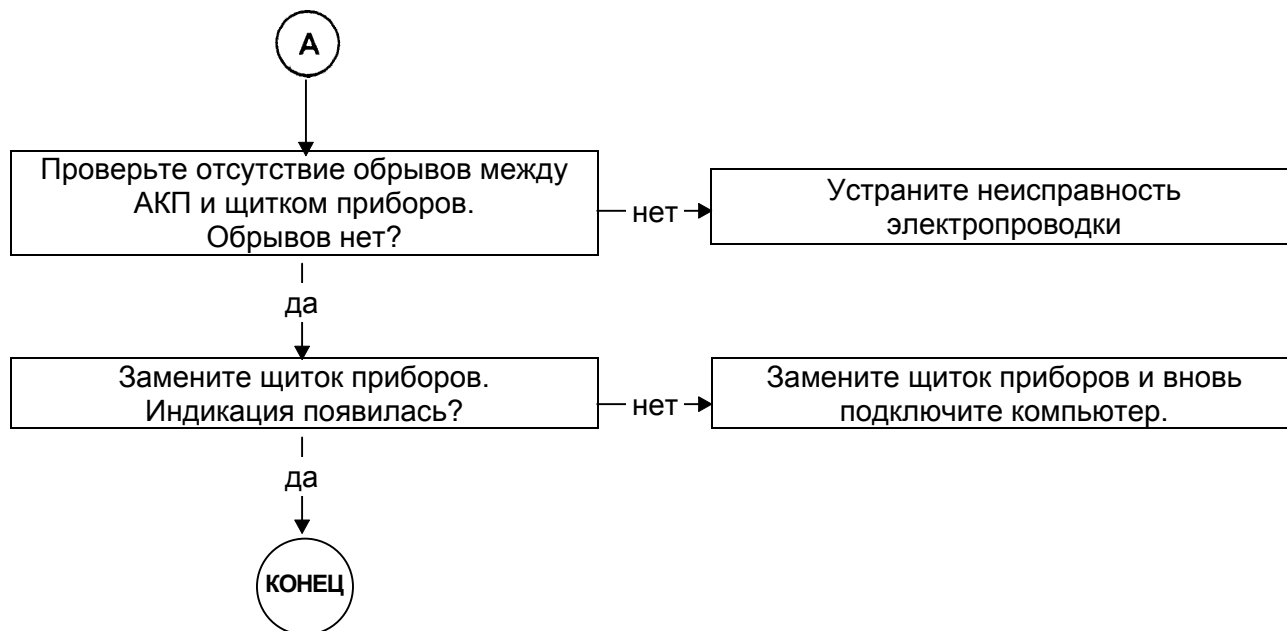 А
Проверьте отсутствие обрывов между
АКП и щитком приборов.
Обрывов нет?
нет
Устраните неисправность
электропроводки
да
Замените щиток приборов.
Индикация появилась?
нет
Замените щиток приборов и вновь
подключите компьютер.
да
КОНЕЦ